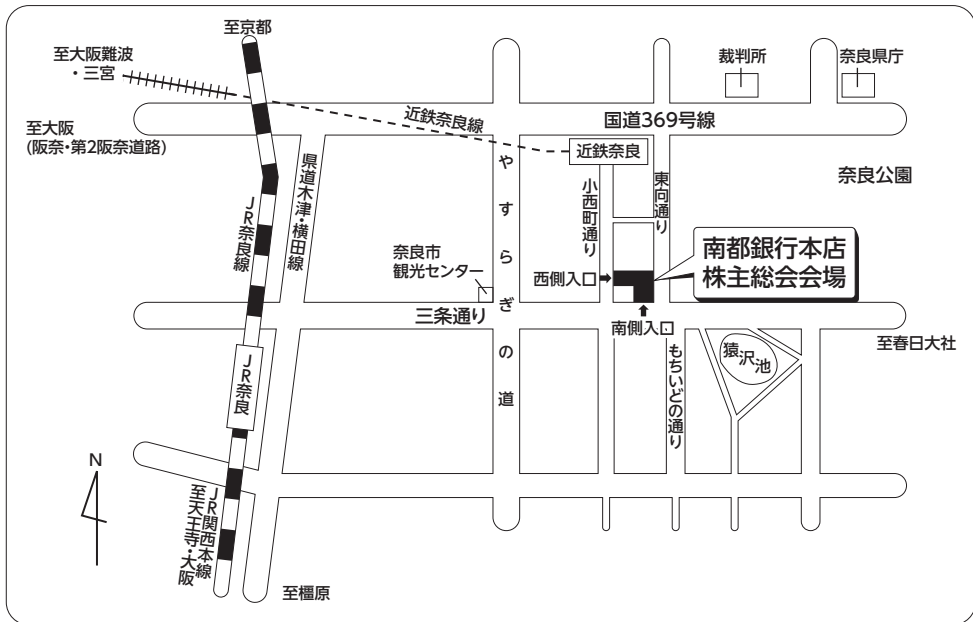 至京都
至大阪難波
・三宮
裁判所
奈良県庁
近鉄奈良線
国道369号線
至大阪
(阪奈・第2阪奈道路)
近鉄奈良
奈良公園
県道木津・横田線
JR奈良線
やすらぎの道
小西町通り
東向通り
南都銀行本店
株主総会会場
奈良市
観光センター
西側入口
三条通り
南側入口
至春日大社
猿沢池
もちいどの通り
JR奈良
N
JR関西本線
至天王寺・大阪
至橿原